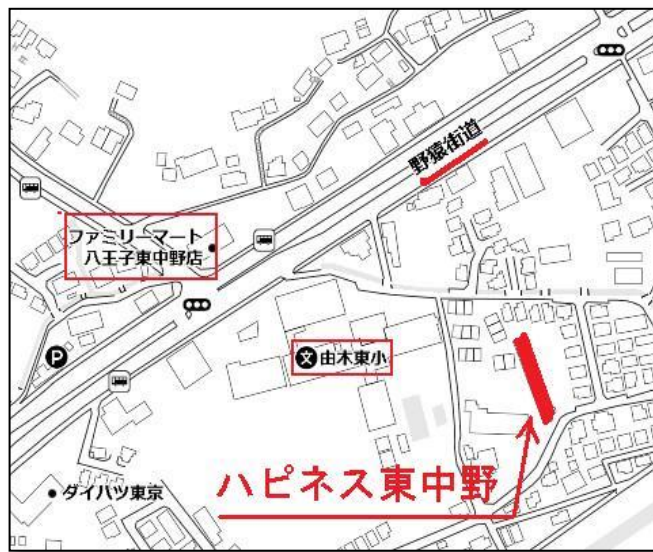 野猿街道
ファミリーマート
八王子東中野店
P
文 由木東小
ハピネス東中野
ダイハツ東京